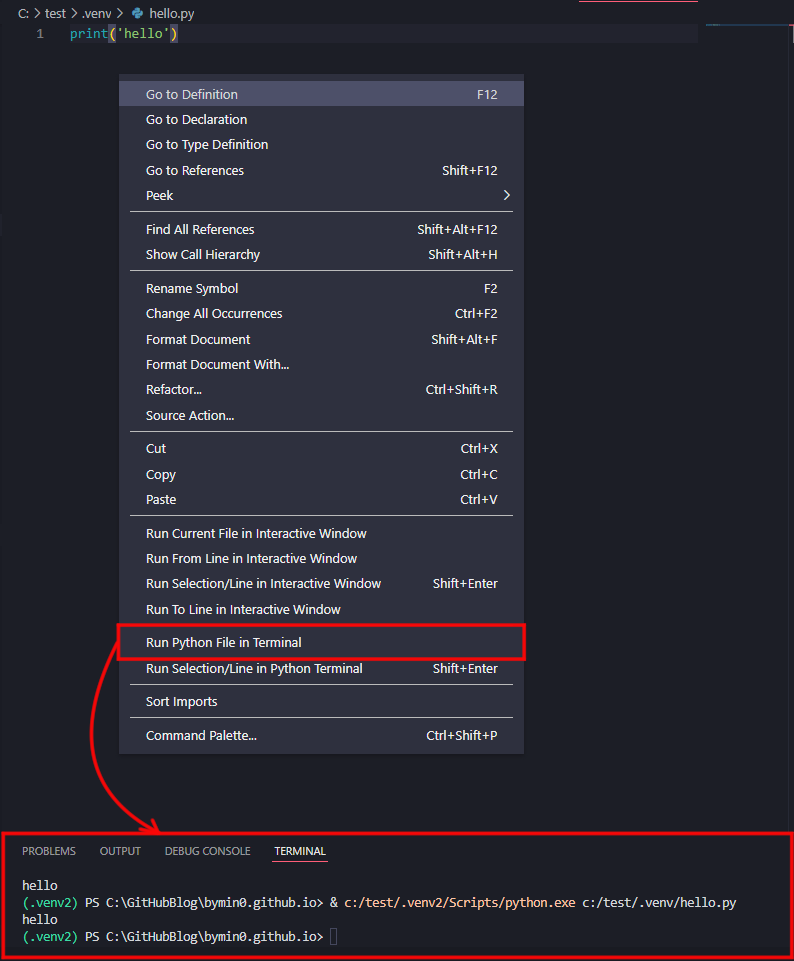 C: > test > .venv > hello.py
1 print('hello')
Go to Definition F12
Go to Declaration
Go to Type Definition
Go to References Shift+F12
Peek >
Find All References Shift+Alt+F12
Show Call Hierarchy Shift+Alt+H
Rename Symbol F2
Change All Occurrences Ctrl+F2
Format Document Shift+Alt+F
Format Document With...
Refactor... Ctrl+Shift+R
Source Action...
Cut Ctrl+X
Copy Ctrl+C
Paste Ctrl+V
Run Current File in Interactive Window
Run From Line in Interactive Window
Run Selection/Line in Interactive Window Shift+Enter
Run To Line in Interactive Window
Run Python File in Terminal
Run Selection/Line in Python Terminal Shift+Enter
Sort Imports
Command Palette... Ctrl+Shift+P
PROBLEMS OUTPUT DEBUG CONSOLE TERMINAL
hello
(.venv2) PS C:\GitHubBlog\bymin0.github.io> & c:/test/.venv2/Scripts/python.exe c:/test/.venv/hello.py
hello
(.venv2) PS C:\GitHubBlog\bymin0.github.io>